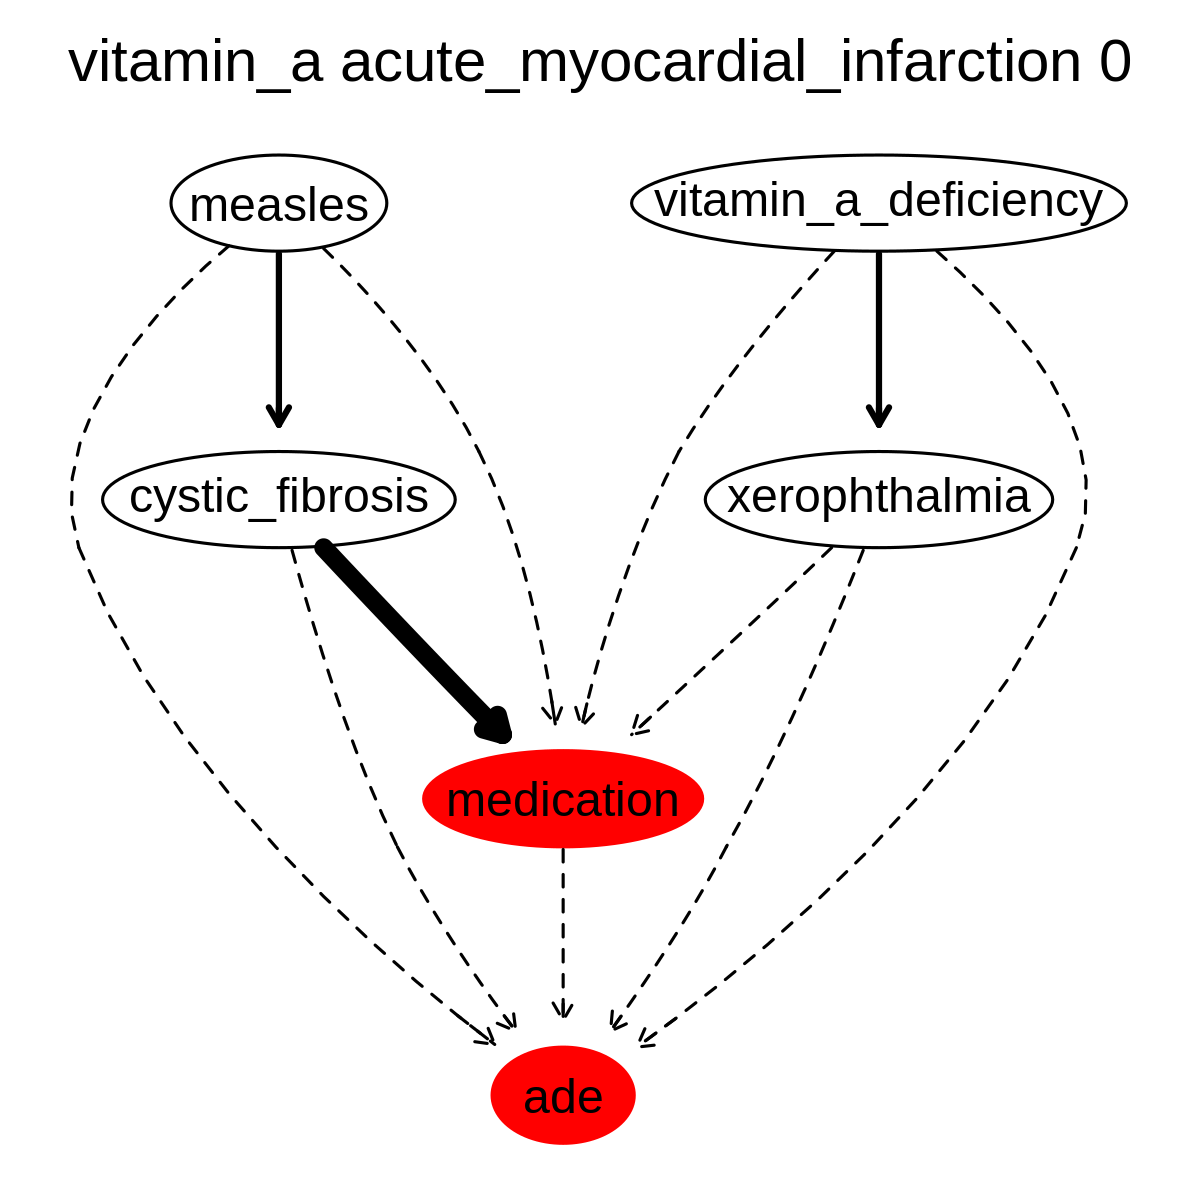 vitamin_a acute_myocardial_infarction 0
measles
vitamin_a_deficiency
cystic_fibrosis
xerophthalmia
medication
ade